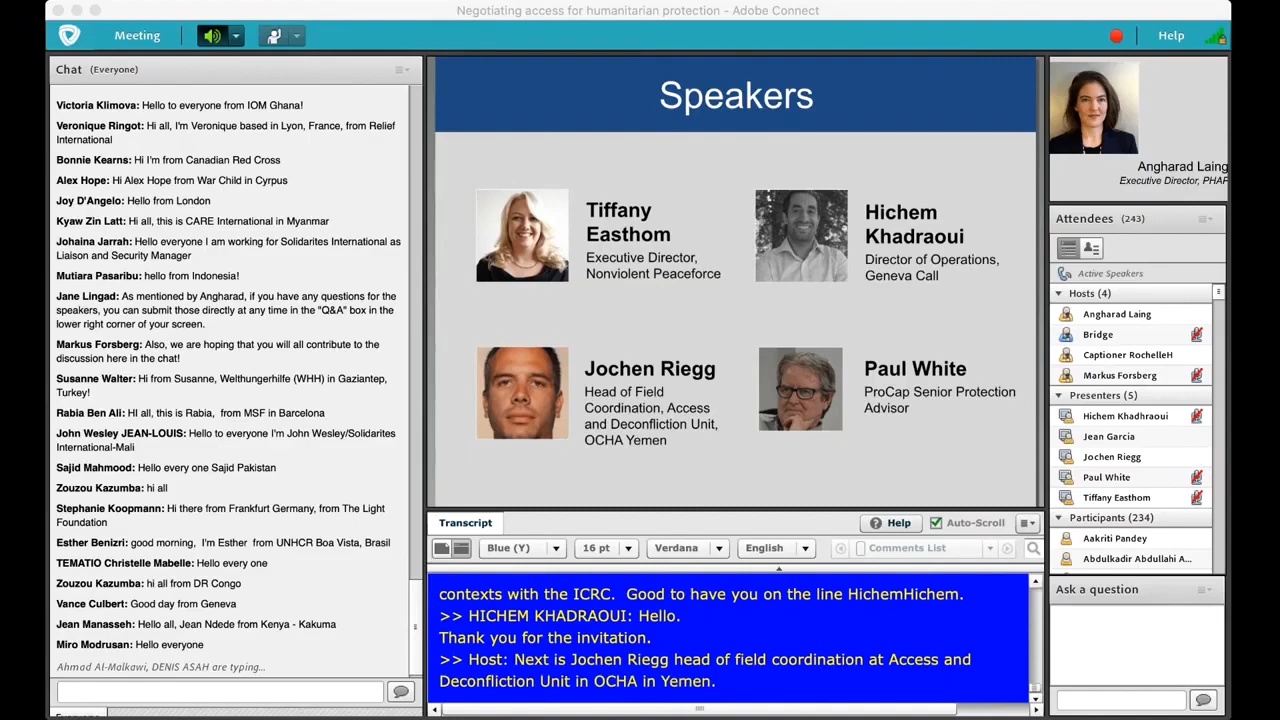 Negotiating access for humanitarian protection - Adobe Connect
Meeting
Help
Chat (Everyone)
Victoria Klimova: Hello to everyone from IOM Ghana!
Veronique Ringot: Hi all, I'm Veronique based in Lyon, France, from Relief
International
Bonnie Kearns: Hi I'm from Canadian Red Cross
Alex Hope: Hi Alex Hope from War Child in Cyrpus
Joy D'Angelo: Hello from London
Kyaw Zin Latt: Hi all, this is CARE International in Myanmar
Johaina Jarrah: Hello everyone I am working for Solidarites International as
Liaison and Security Manager
Mutiara Pasaribu: hello from Indonesia!
Jane Lingad: As mentioned by Angharad, if you have any questions for the
speakers, you can submit those directly at any time in the "Q&A" box in the
lower right corner of your screen.
Markus Forsberg: Also, we are hoping that you will all contribute to the
discussion here in the chat!
Susanne Walter: Hi from Susanne, Welthungerhilfe (WHH) in Gaziantep,
Turkey!
Rabia Ben Ali: HI all, this is Rabia,  from MSF in Barcelona
John Wesley JEAN-LOUIS: Hello to everyone I'm John Wesley/Solidarites
International-Mali
Sajid Mahmood: Hello every one Sajid Pakistan
Zouzou Kazumba: hi all
Stephanie Koopmann: Hi there from Frankfurt Germany, from The Light
Foundation
Esther Benizri: good morning,  I'm Esther  from UNHCR Boa Vista, Brasil
TEMATIO Christelle Mabelle: Hello every one
Zouzou Kazumba: hi all from DR Congo
Vance Culbert: Good day from Geneva
Jean Manasseh: Hello all, Jean Ndede from Kenya - Kakuma
Miro Modrusan: Hello everyone
Ahmad Al-Malkawi, DENIS ASAH are typing...
Speakers
Tiffany
Easthom
Executive Director,
Nonviolent Peaceforce
Hichem
Khadraoui
Director of Operations,
Geneva Call
Jochen Riegg
Head of Field
Coordination, Access
and Deconfliction Unit,
OCHA Yemen
Paul White
ProCap Senior Protection
Advisor
Transcript
Help
Auto-Scroll
Blue (Y)
16 pt
Verdana
English
Comments List
contexts with the ICRC.  Good to have you on the line HichemHichem.
>> HICHEM KHADRAOUI: Hello.
Thank you for the invitation.
>> Host: Next is Jochen Riegg head of field coordination at Access and
Deconfliction Unit in OCHA in Yemen.
Angharad Laing
Executive Director, PHAP
Attendees (243)
Active Speakers
Hosts (4)
Angharad Laing
Bridge
Captioner RochelleH
Markus Forsberg
Presenters (5)
Hichem Khadhraoui
Jean Garcia
Jochen Riegg
Paul White
Tiffany Easthom
Participants (234)
Aakriti Pandey
Abdulkadir Abdullahi A...
Ask a question